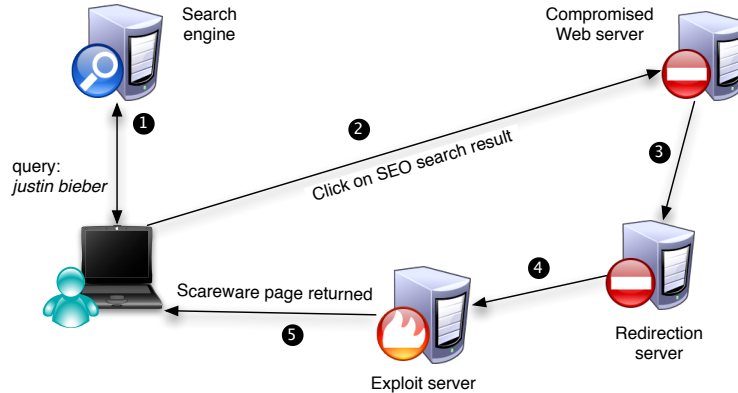 Search
engine
Compromised
Web server
1
2
Click on SEO search result
3
query:
justin bieber
4
Scareware page returned
5
Redirection
server
Exploit server